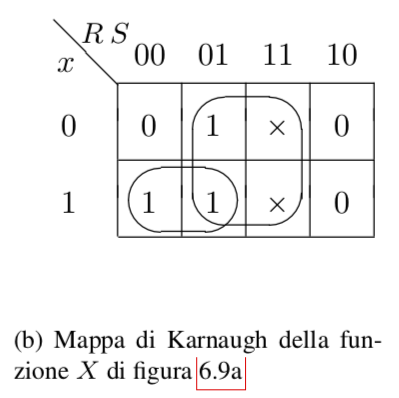 R S
x 00 01 11 10
0 0 1 × 0
1 1 1 × 0
(b) Mappa di Karnaugh della fun-
zione X di figura 6.9a